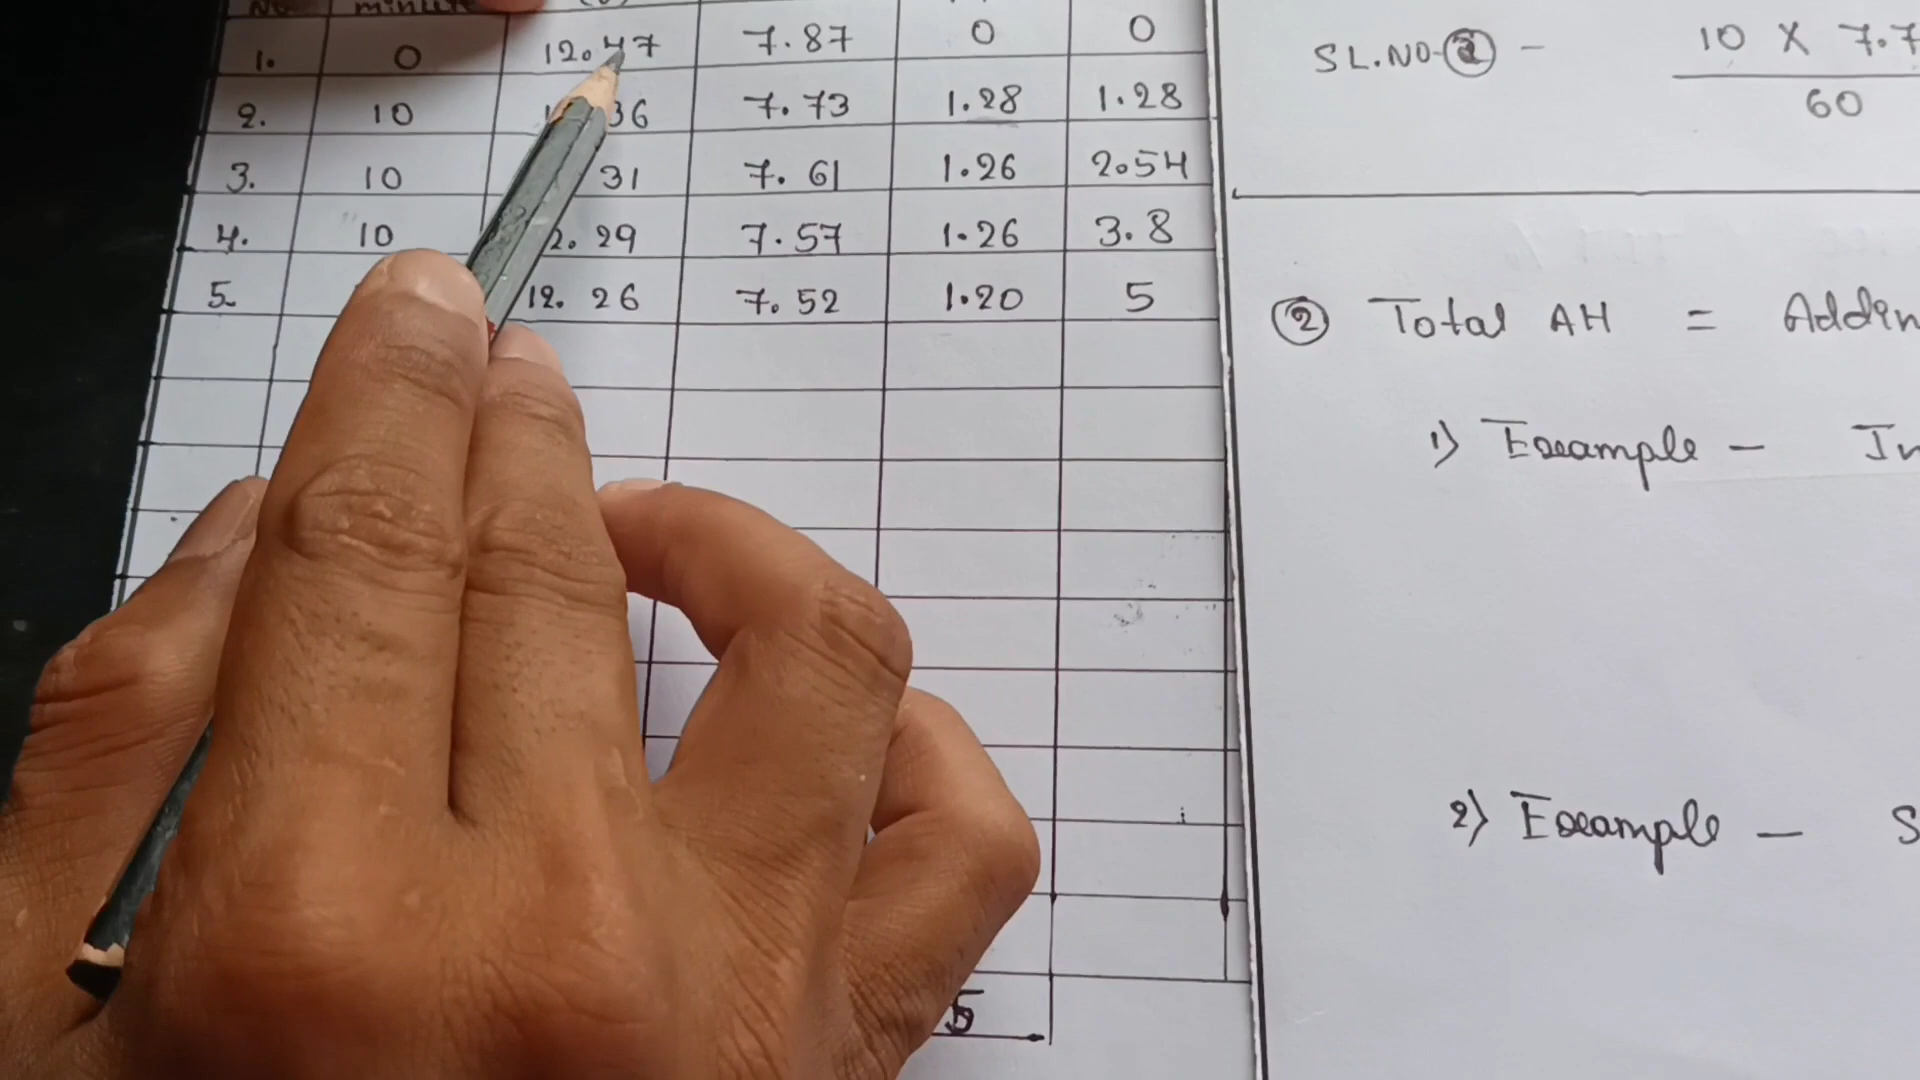 No. minute (V)
1. 0 12.47 7.87 0 0
2. 10 36 7.73 1.28 1.28
3. 10 31 7.61 1.26 2.54
4. 10 2.29 7.57 1.26 3.8
5. 12.26 7.52 1.20 5
5
SL.NO-② - 10 X 7.7
60
② Total AH = Addin
1) Example - In
2) Example - S